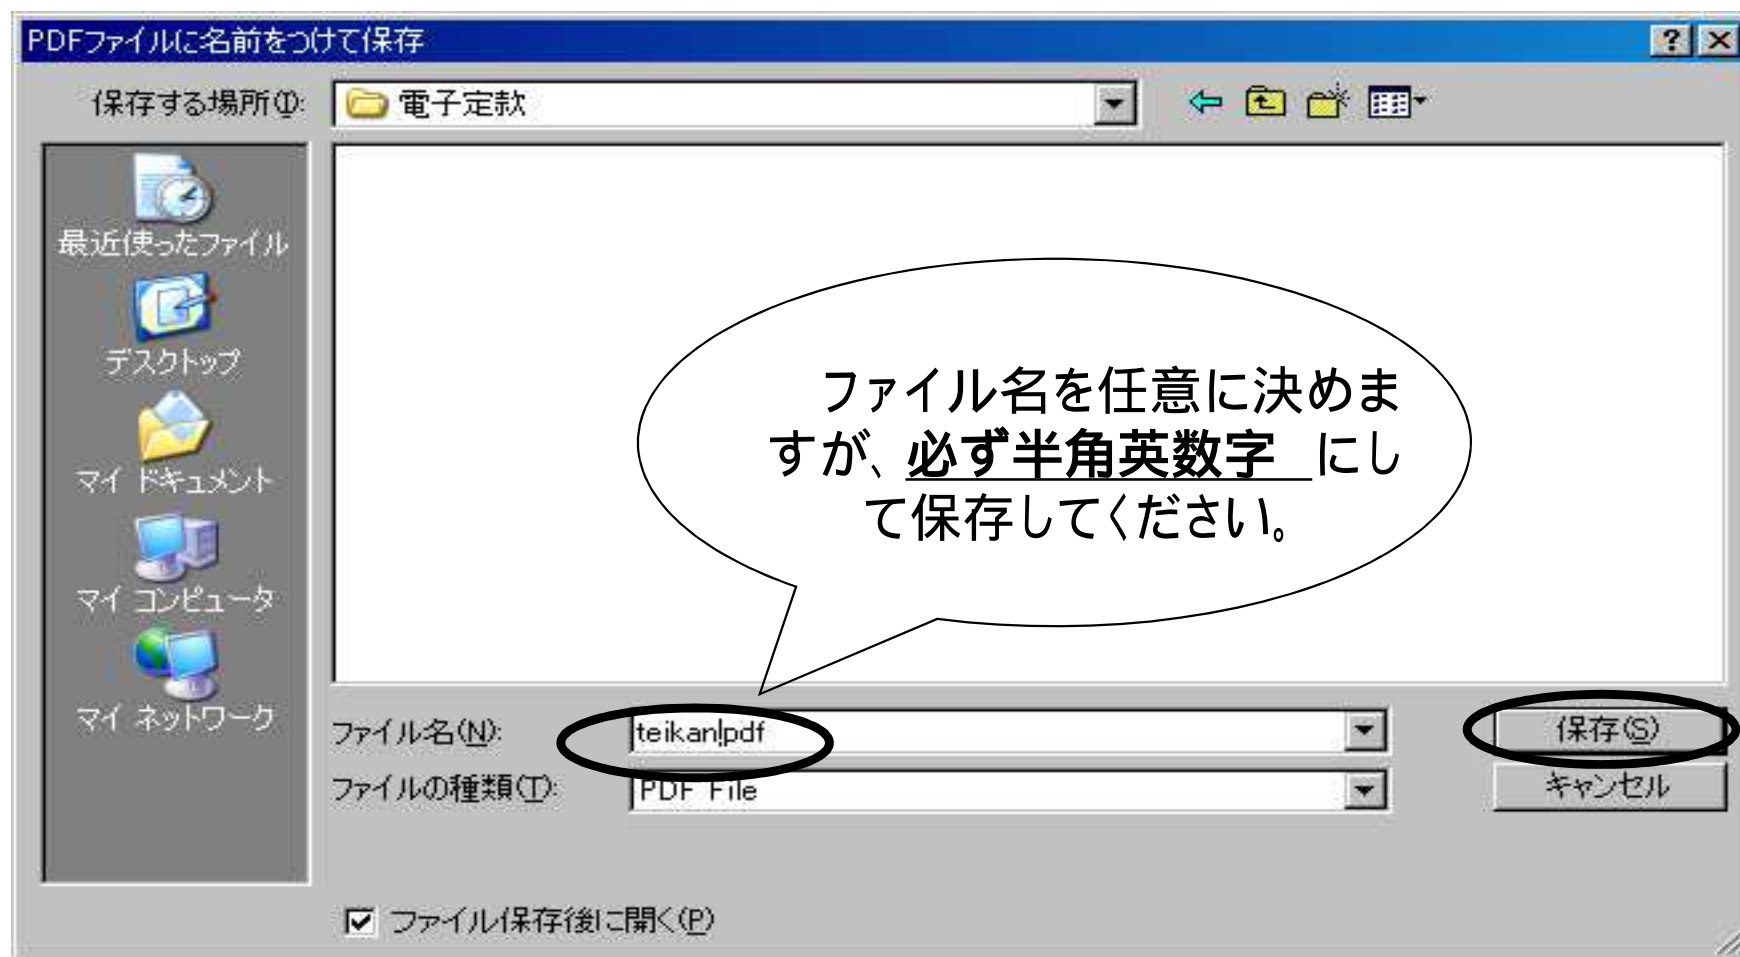 PDFファイルに名前をつけて保存
保存する場所(I):
電子定款
最近使ったファイル
デスクトップ
マイ ドキュメント
マイ コンピュータ
マイ ネットワーク
ファイル名を任意に決めま
すが、必ず半角英数字 にし
て保存してください。
ファイル名(N):
teikan.pdf
保存(S)
ファイルの種類(T):
PDF File
キャンセル
ファイル保存後に開く(P)